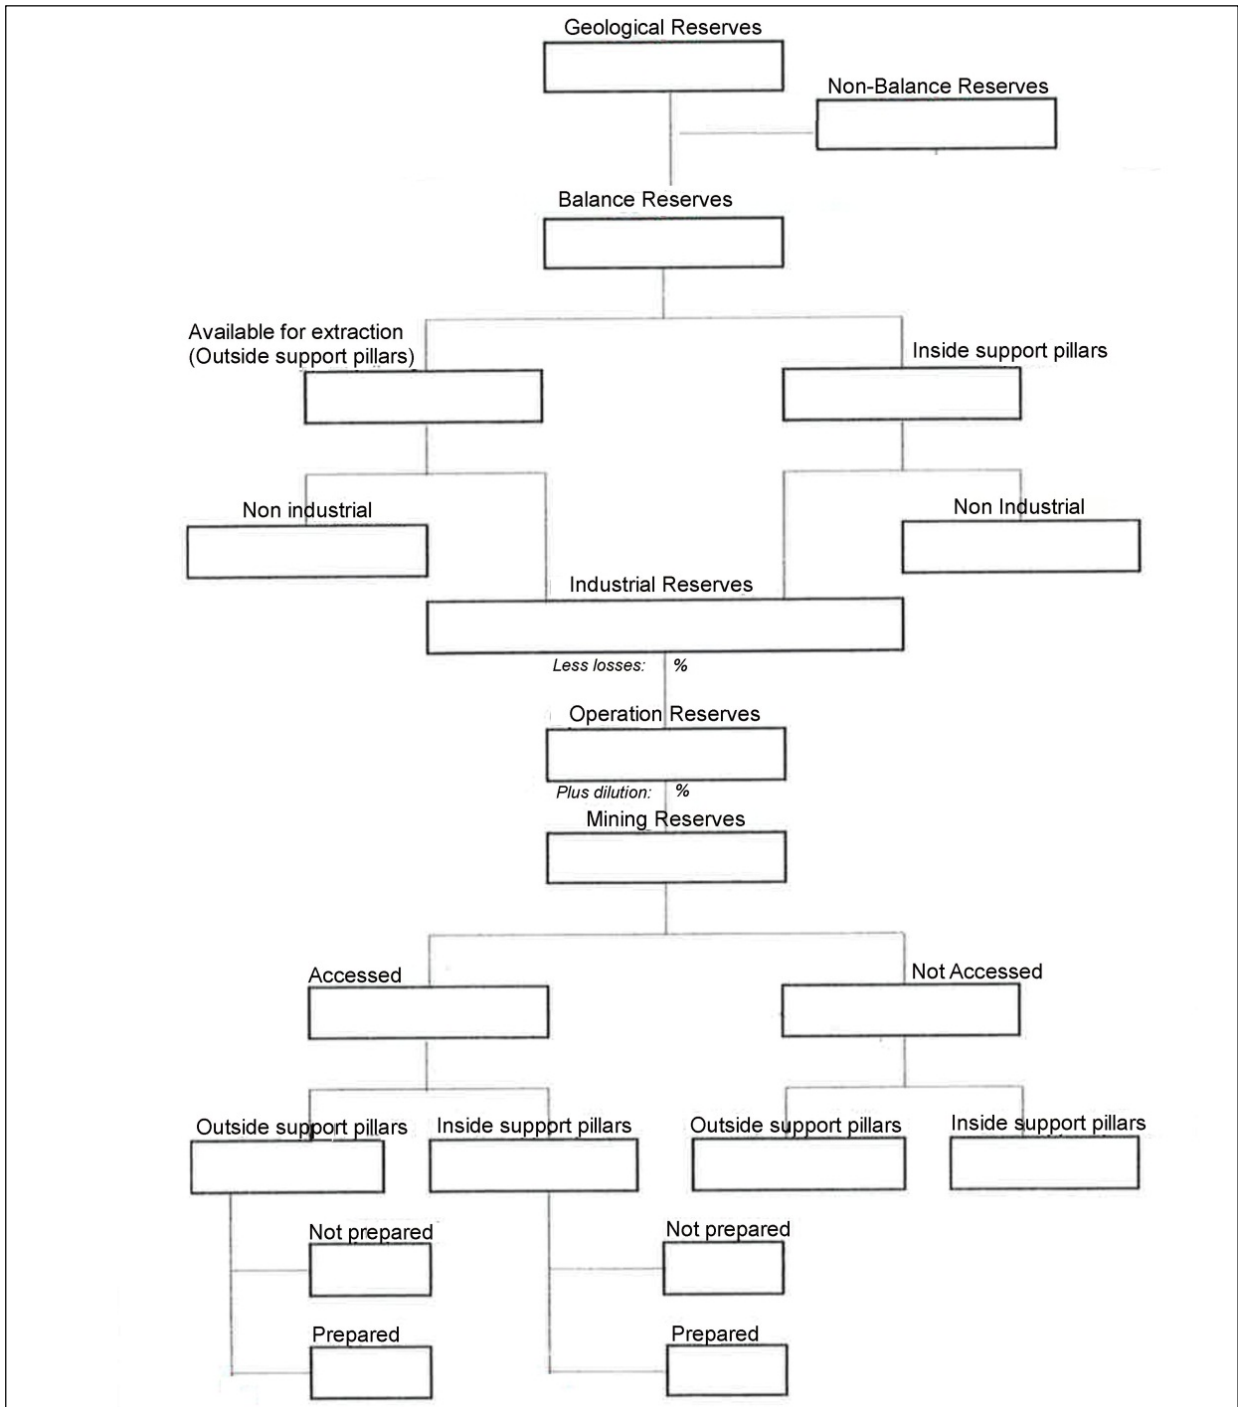 Geological Reserves
Non-Balance Reserves
Balance Reserves
Available for extraction
(Outside support pillars)
Inside support pillars
Non industrial
Non Industrial
Industrial Reserves
Less losses: %
Operation Reserves
Plus dilution: %
Mining Reserves
Accessed
Not Accessed
Outside support pillars
Inside support pillars
Outside support pillars
Inside support pillars
Not prepared
Not prepared
Prepared
Prepared